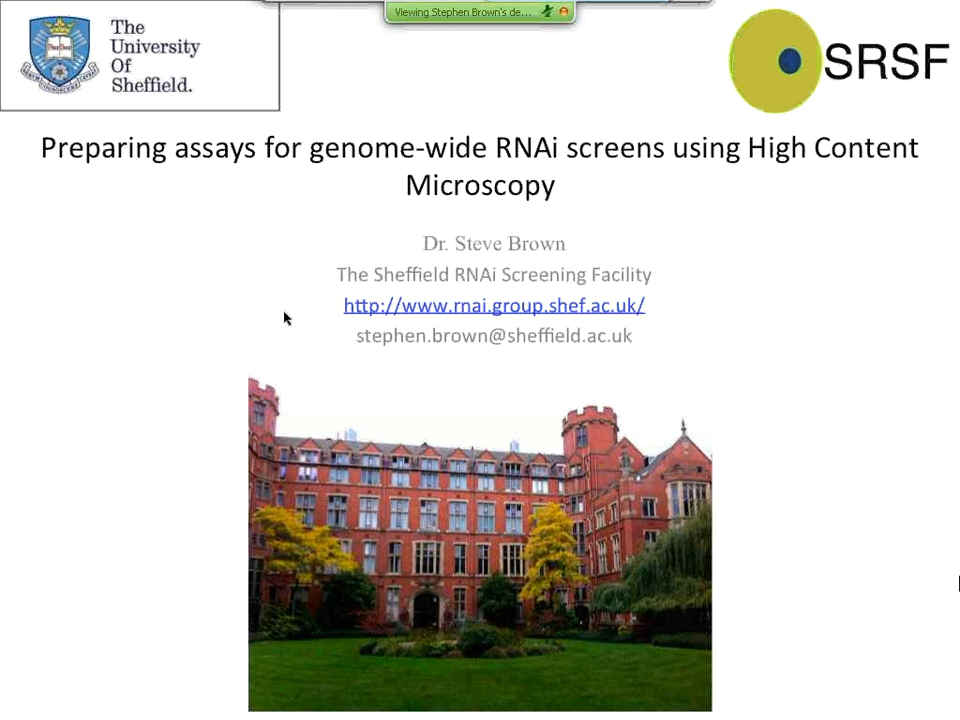 Viewing Stephen Brown's de...
The
University
Of
Sheffield.
SRSF
Preparing assays for genome-wide RNAi screens using High Content
Microscopy
Dr. Steve Brown
The Sheffield RNAi Screening Facility
http://www.rnai.group.shef.ac.uk/
stephen.brown@sheffield.ac.uk